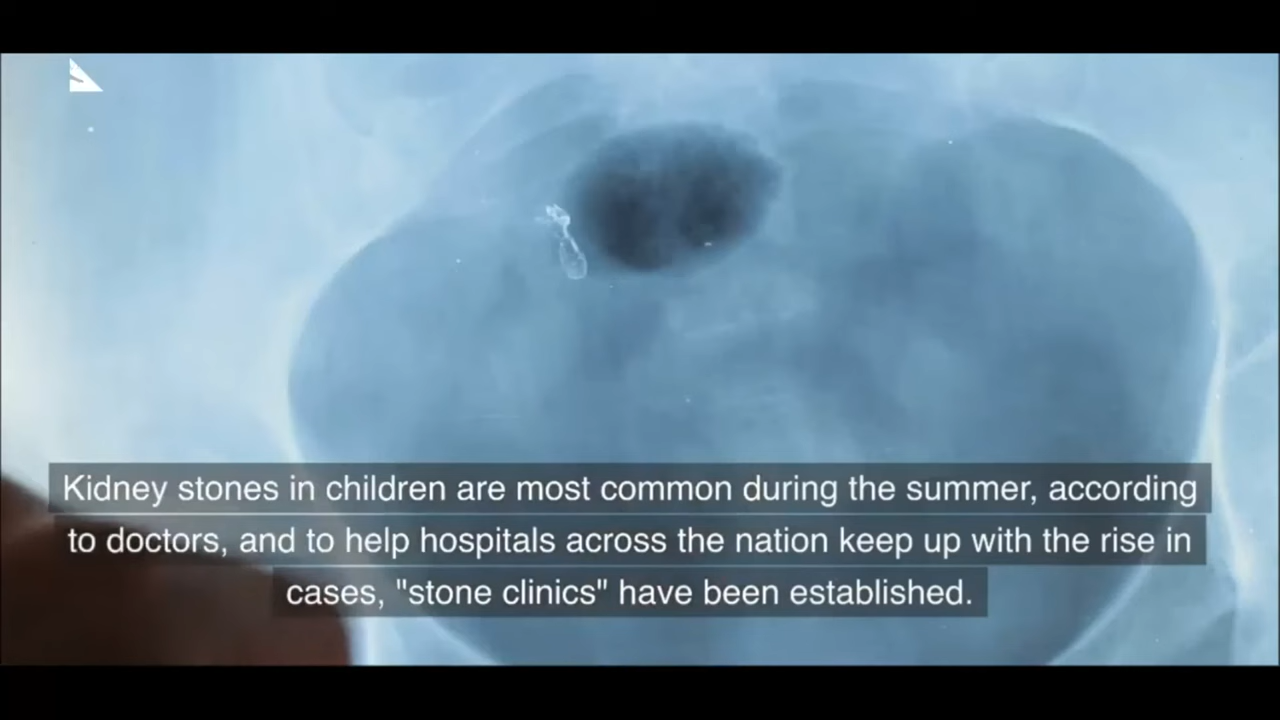 Kidney stones in children are most common during the summer, according
to doctors, and to help hospitals across the nation keep up with the rise in
cases, "stone clinics" have been established.